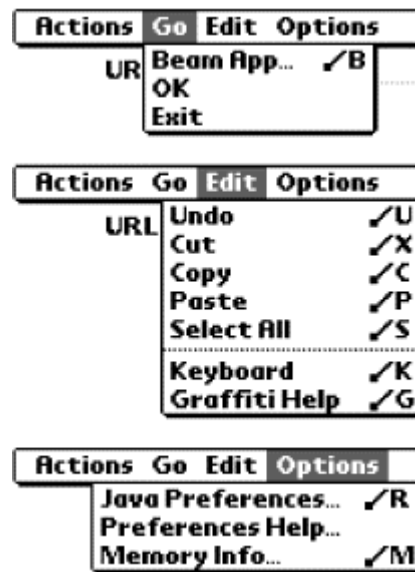 Actions Go Edit Options
UR Beam App... ✓B
OK
Exit
Actions Go Edit Options
URL Undo ✓U
Cut ✓X
Copy ✓C
Paste ✓P
Select All ✓S
Keyboard ✓K
Graffiti Help ✓G
Actions Go Edit Options
Java Preferences... ✓R
Preferences Help...
Memory Info... ✓M